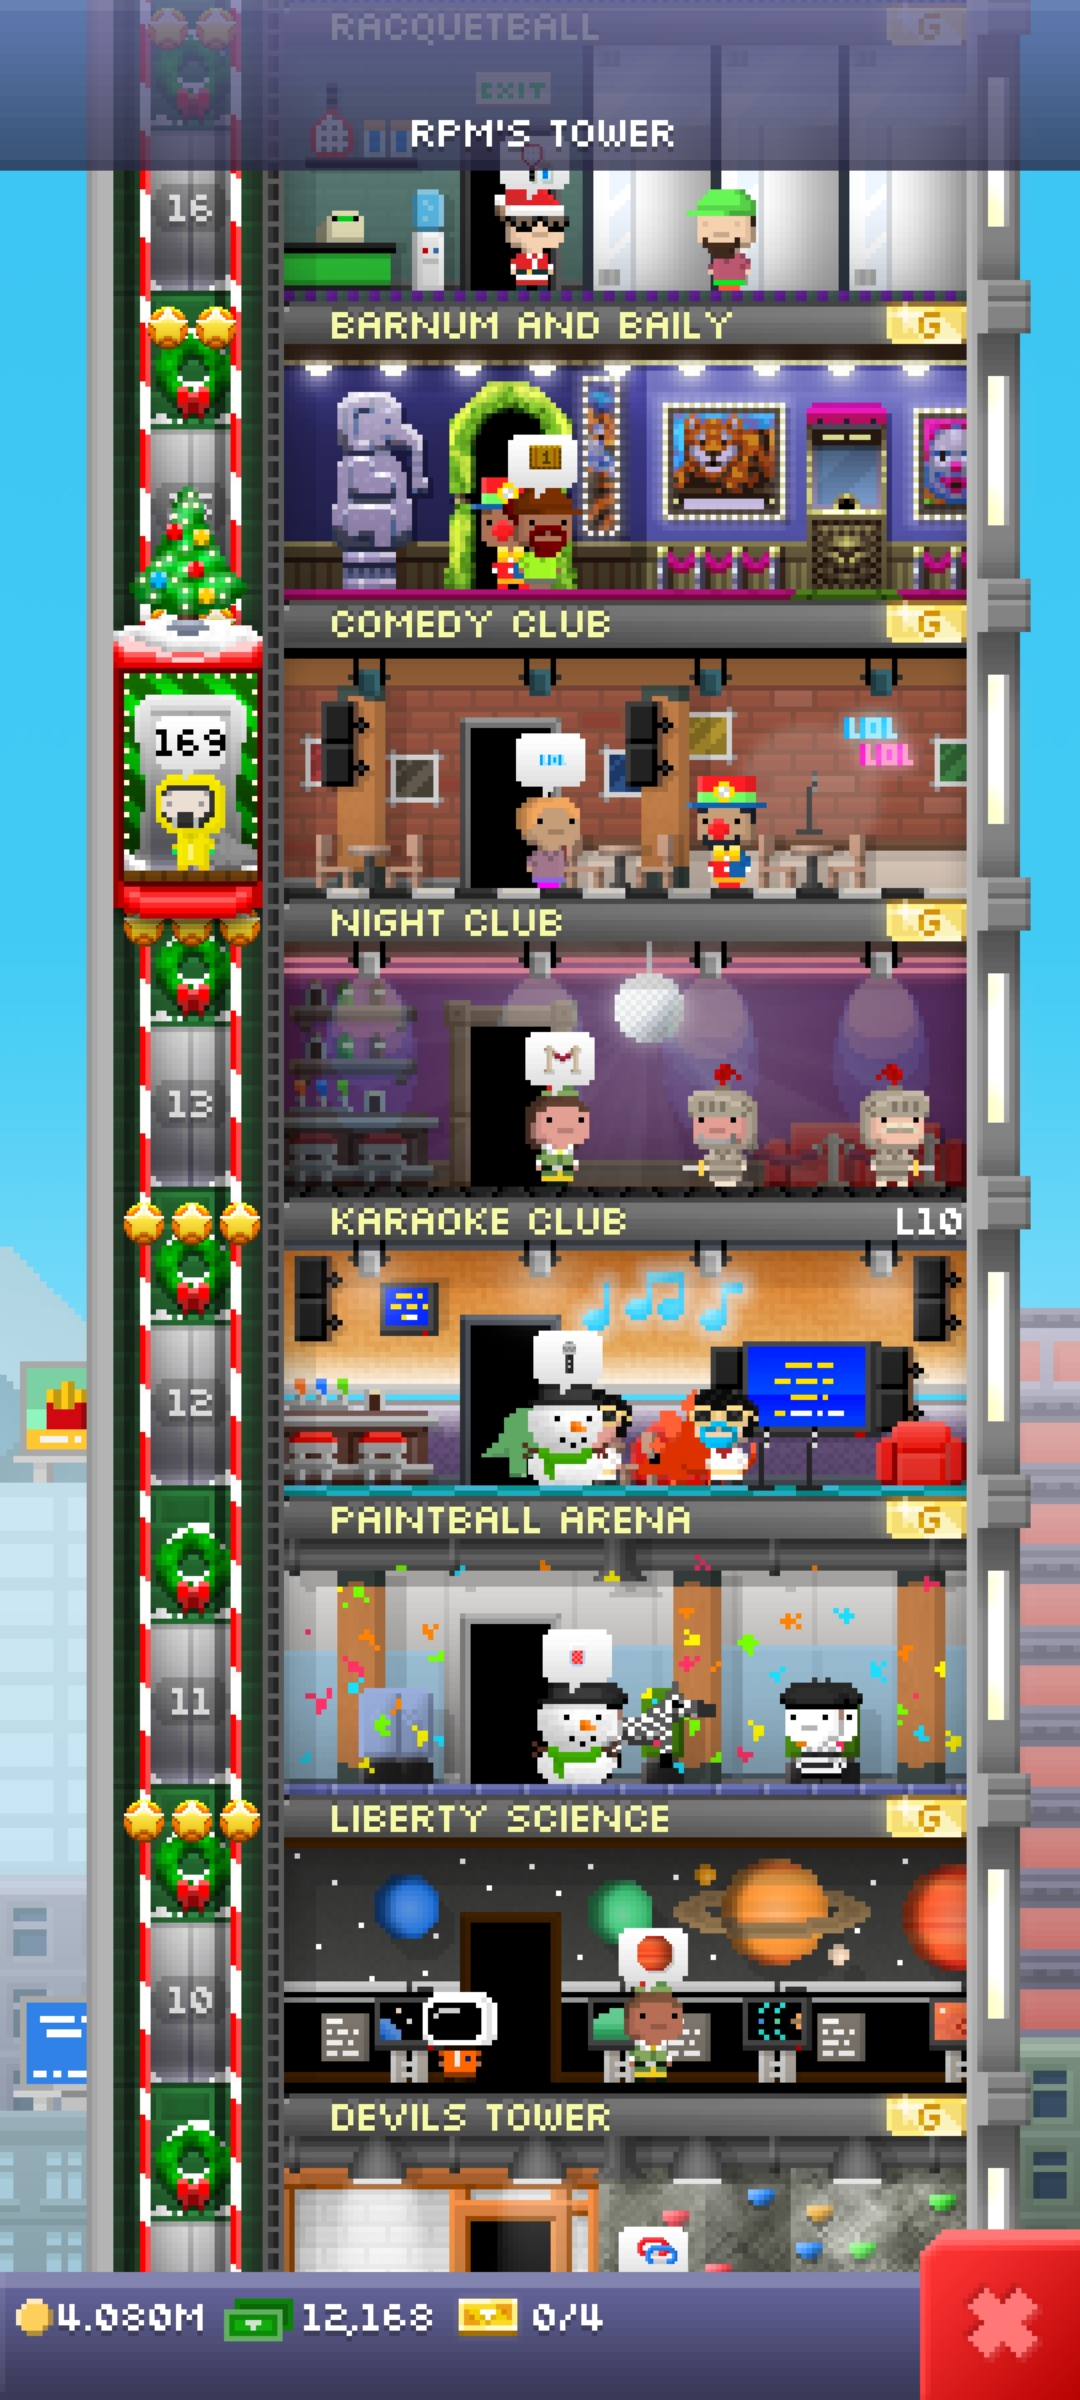 RACQUETBALL G
EXIT
RPM'S TOWER
16
BARNUM AND BAILY G
1
COMEDY CLUB G
169
LOL
LOL
LOL
NIGHT CLUB G
13
KARAOKE CLUB L10
12
PAINTBALL ARENA G
11
LIBERTY SCIENCE G
10
DEVILS TOWER G
4.080M 12,168 0/4